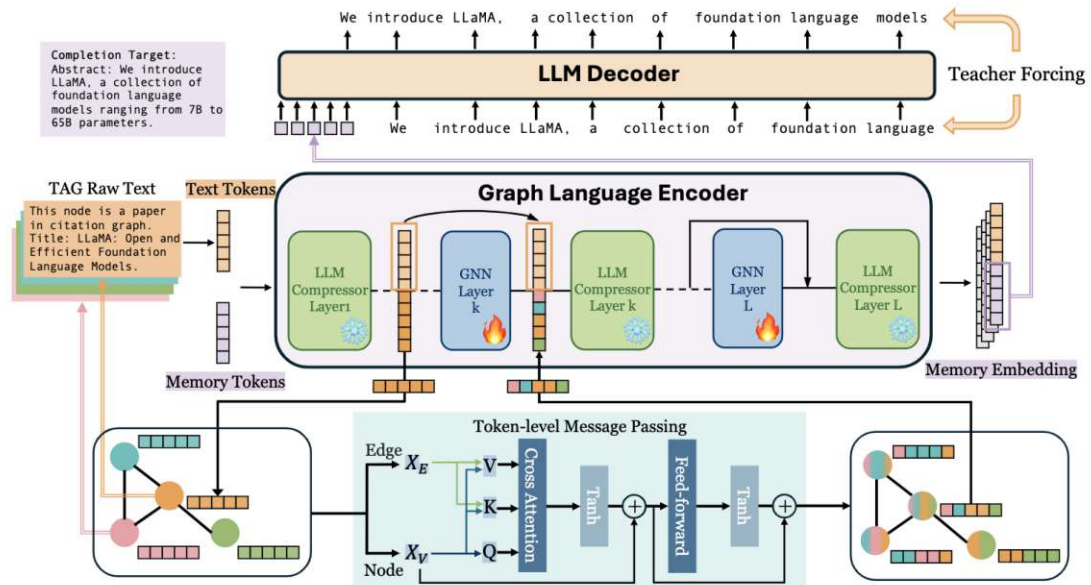 We introduce LLaMA, a collection of foundation language models
Completion Target:
Abstract: We introduce
LLaMA, a collection of
foundation language
models ranging from 7B to
65B parameters.
LLM Decoder
Teacher Forcing
We introduce LLaMA, a collection of foundation language
TAG Raw Text
Text Tokens
Graph Language Encoder
This node is a paper
in citation graph.
Title: LLaMA: Open and
Efficient Foundation
Language Models.
LLM
Compressor
Layer1
GNN
Layer
k
LLM
Compressor
Layer k
GNN
Layer
L
LLM
Compressor
Layer L
Memory Tokens
Memory Embedding
Token-level Message Passing
Edge
X_E
V
K
Q
X_V
Node
Cross Attention
Tanh
Feed-forward
Tanh